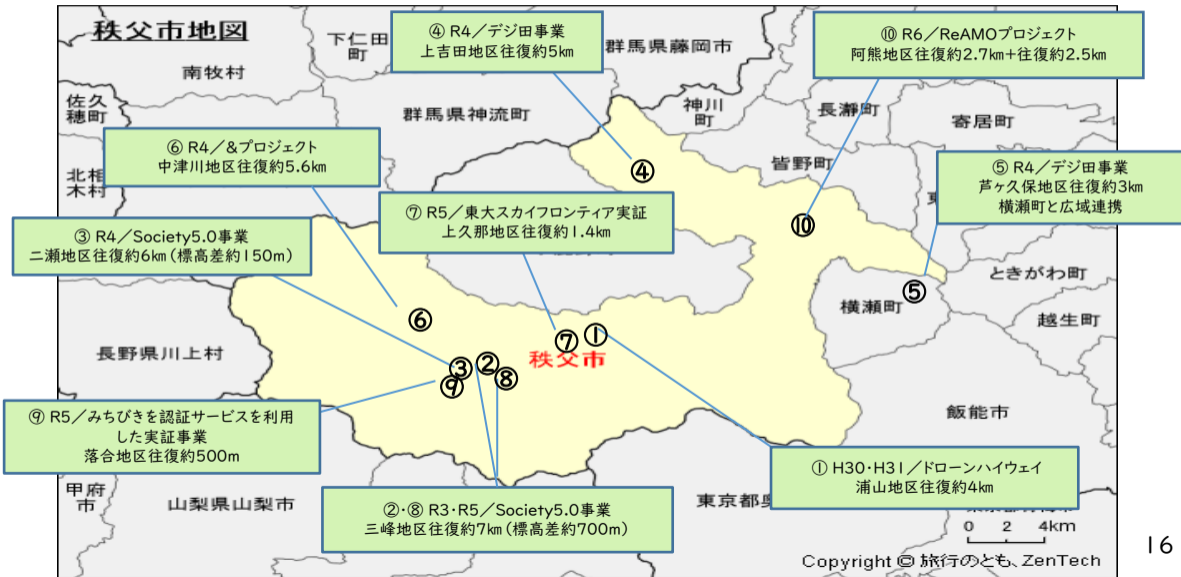 秩父市地図
下仁田
町
④ R4/デジ田事業
上吉田地区往復約5km
群馬県藤岡市
⑩ R6/ReAMOプロジェクト
阿熊地区往復約2.7km+往復約2.5km
南牧村
佐久
穂町
群馬県神流町
神川
町
長瀞町
寄居町
⑥ R4/&プロジェクト
中津川地区往復約5.6km
北相
木村
④
皆野町
⑤ R4/デジ田事業
芦ヶ久保地区往復約3km
横瀬町と広域連携
⑦ R5/東大スカイフロンティア実証
上久那地区往復約1.4km
⑩
③ R4/Society5.0事業
二瀬地区往復約6km(標高差約150m)
ときがわ町
⑤
横瀬町
越生町
⑥
長野県川上村
⑦
①
秩父市
③
②
⑧
⑨
⑨ R5/みちびきを認証サービスを利用
した実証事業
落合地区往復約500m
飯能市
① H30・H31/ドローンハイウェイ
浦山地区往復約4km
甲府
市
山梨県山梨市
②・⑧ R3・R5/Society5.0事業
三峰地区往復約7km(標高差約700m)
東京都
0 2 4km
Copyright © 旅行のとも、ZenTech
16